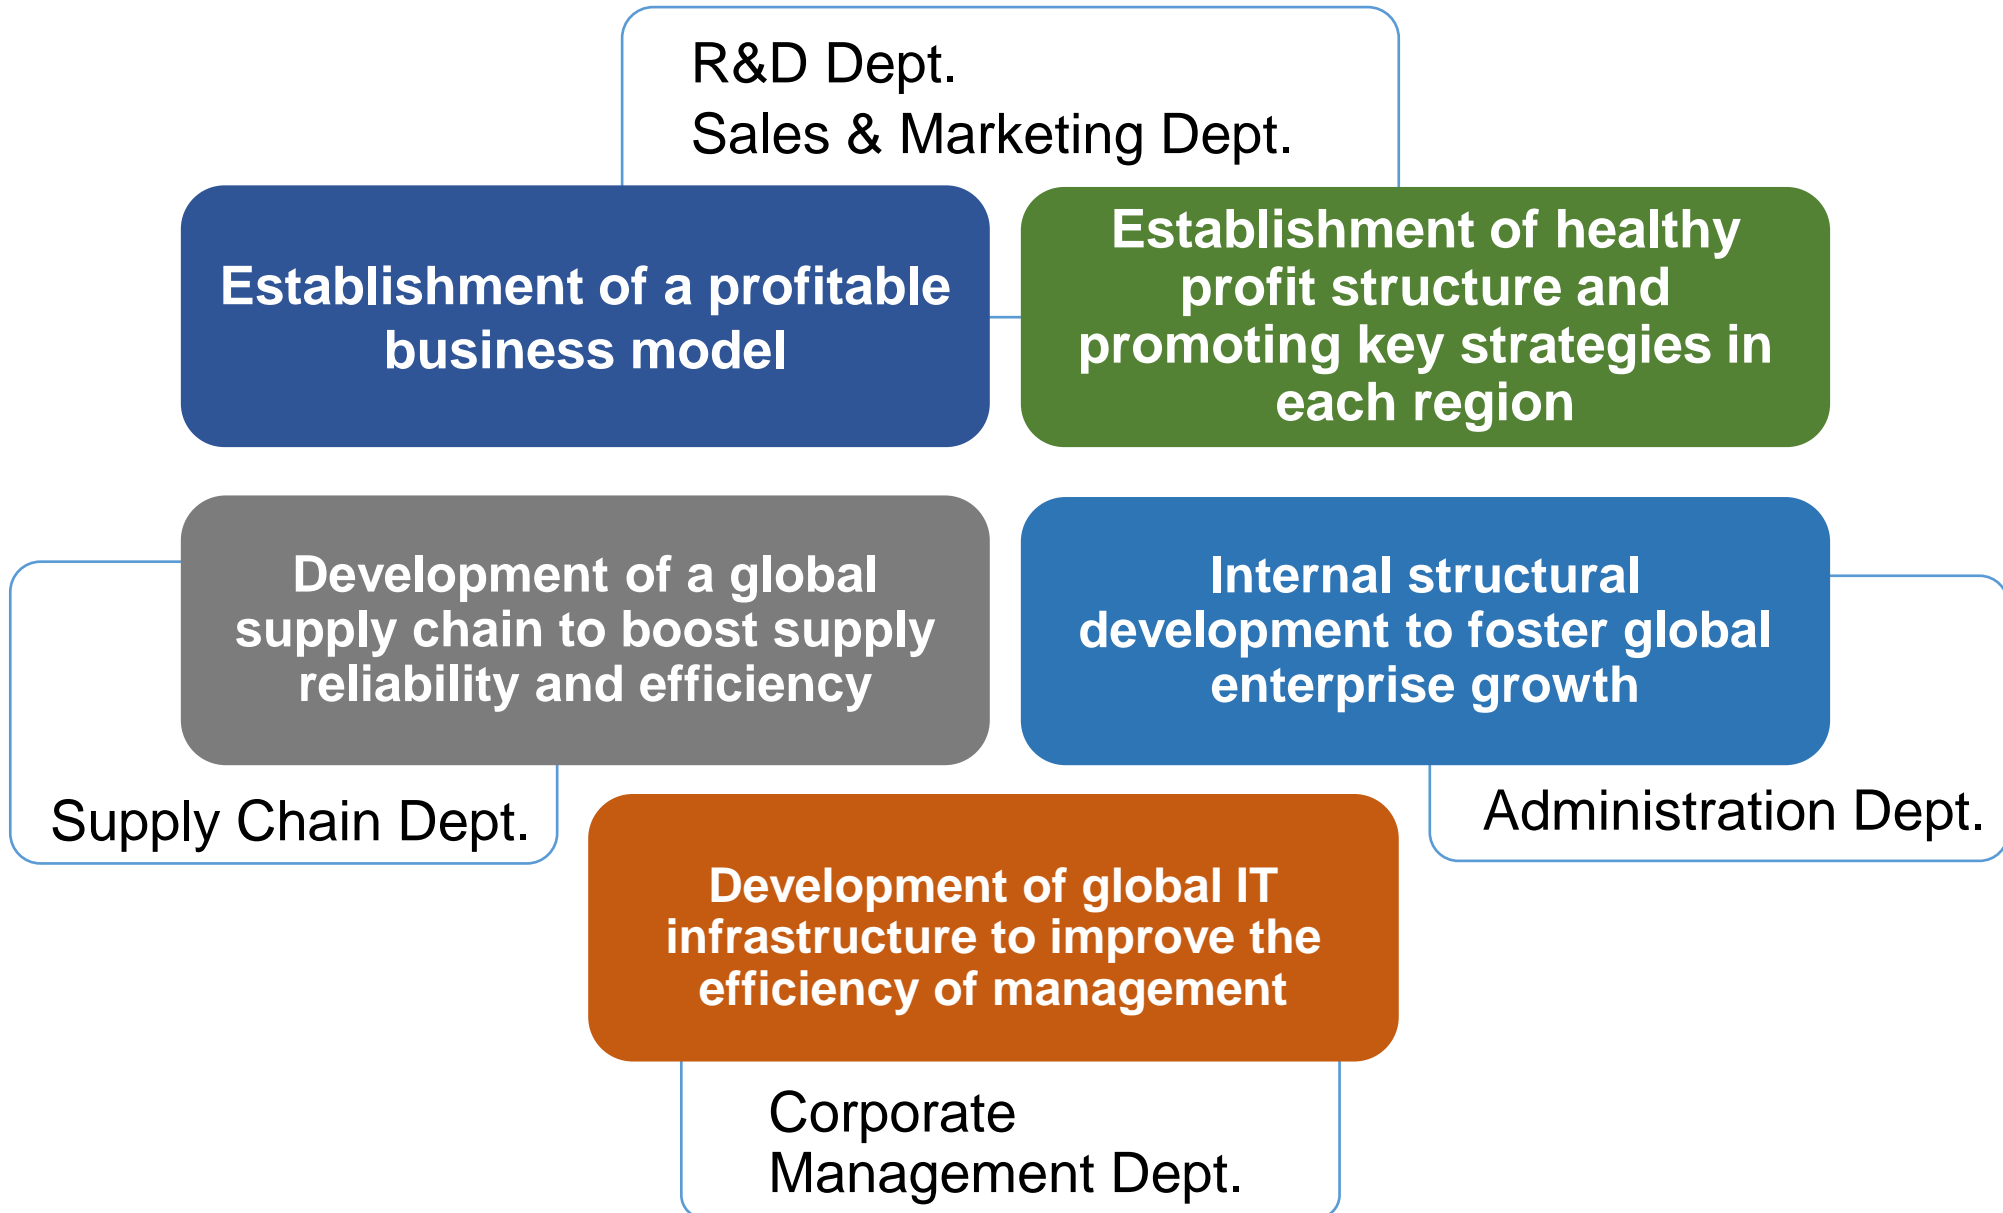 R&D Dept.
Sales & Marketing Dept.
Establishment of a profitable
business model
Establishment of healthy
profit structure and
promoting key strategies in
each region
Development of a global
supply chain to boost supply
reliability and efficiency
Internal structural
development to foster global
enterprise growth
Supply Chain Dept.
Administration Dept.
Development of global IT
infrastructure to improve the
efficiency of management
Corporate
Management Dept.